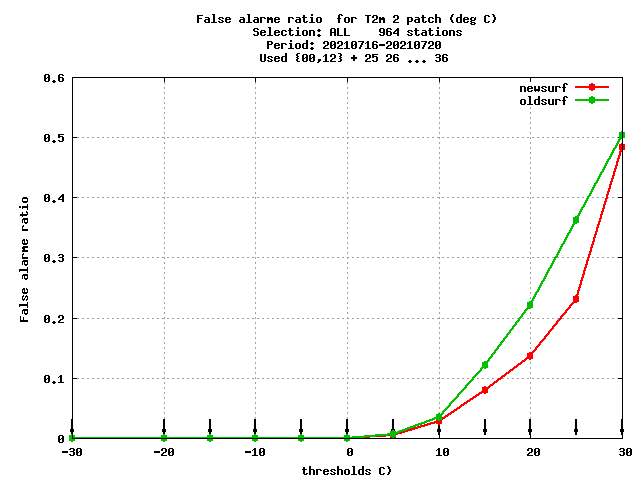 False alarme ratio  for T2m 2 patch (deg C)
Selection: ALL    964 stations
Period: 20210716-20210720
Used {00,12} + 25 26 ... 36
newsurf
oldsurf
0.6
0.5
0.4
0.3
0.2
0.1
0
False alarme ratio
-30 -20 -10 0 10 20 30
thresholds C)